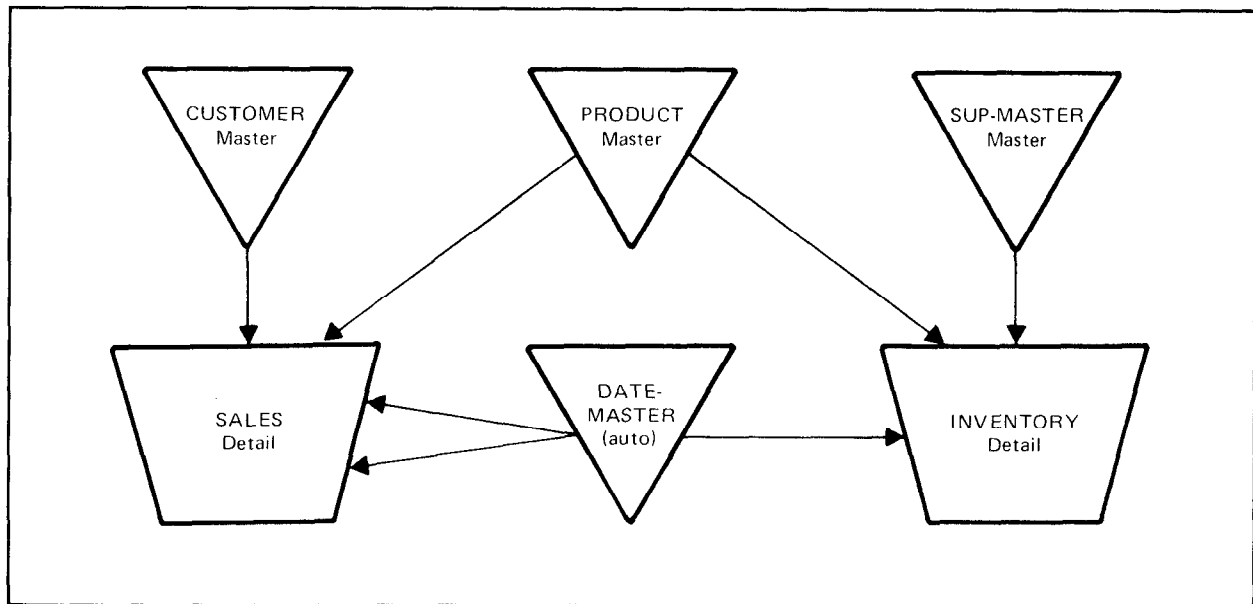 CUSTOMER
Master
PRODUCT
Master
SUP-MASTER
Master
SALES
Detail
DATE-
MASTER
(auto)
INVENTORY
Detail